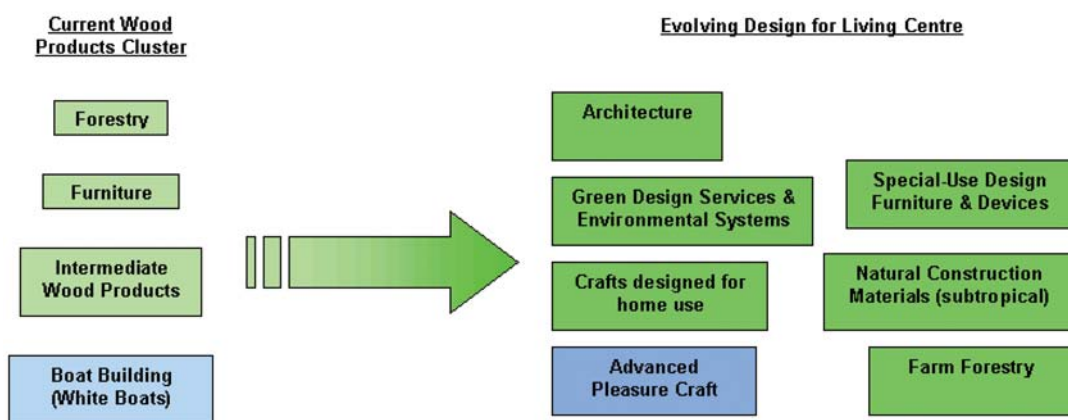 Current Wood
Products Cluster
Forestry
Furniture
Intermediate
Wood Products
Boat Building
(White Boats)
Evolving Design for Living Centre
Architecture
Green Design Services &
Environmental Systems
Crafts designed for
home use
Advanced
Pleasure Craft
Special-Use Design
Furniture & Devices
Natural Construction
Materials (subtropical)
Farm Forestry